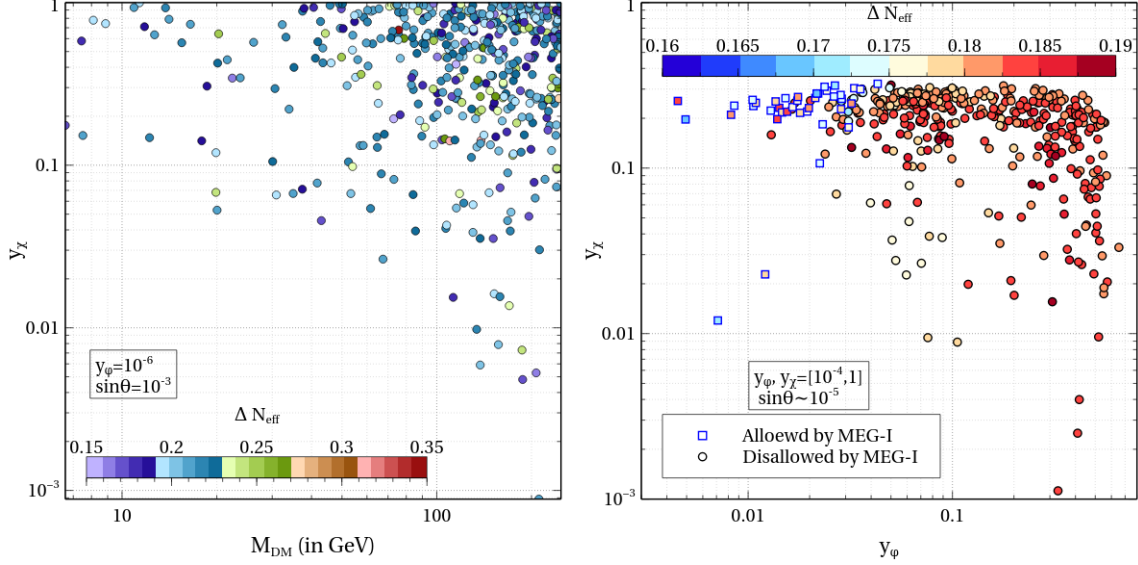 1
0.1
0.01
10⁻³
y_χ
y_φ=10⁻⁶
sinθ=10⁻³
Δ N_eff
0.15 0.2 0.25 0.3 0.35
10 100
M_DM (in GeV)
Δ N_eff
0.16 0.165 0.17 0.175 0.18 0.185 0.19
1
0.1
0.01
10⁻³
y_χ
y_φ, y_χ=[10⁻⁴,1]
sinθ~10⁻⁵
Alloewd by MEG-I
Disallowed by MEG-I
0.01 0.1
y_φ